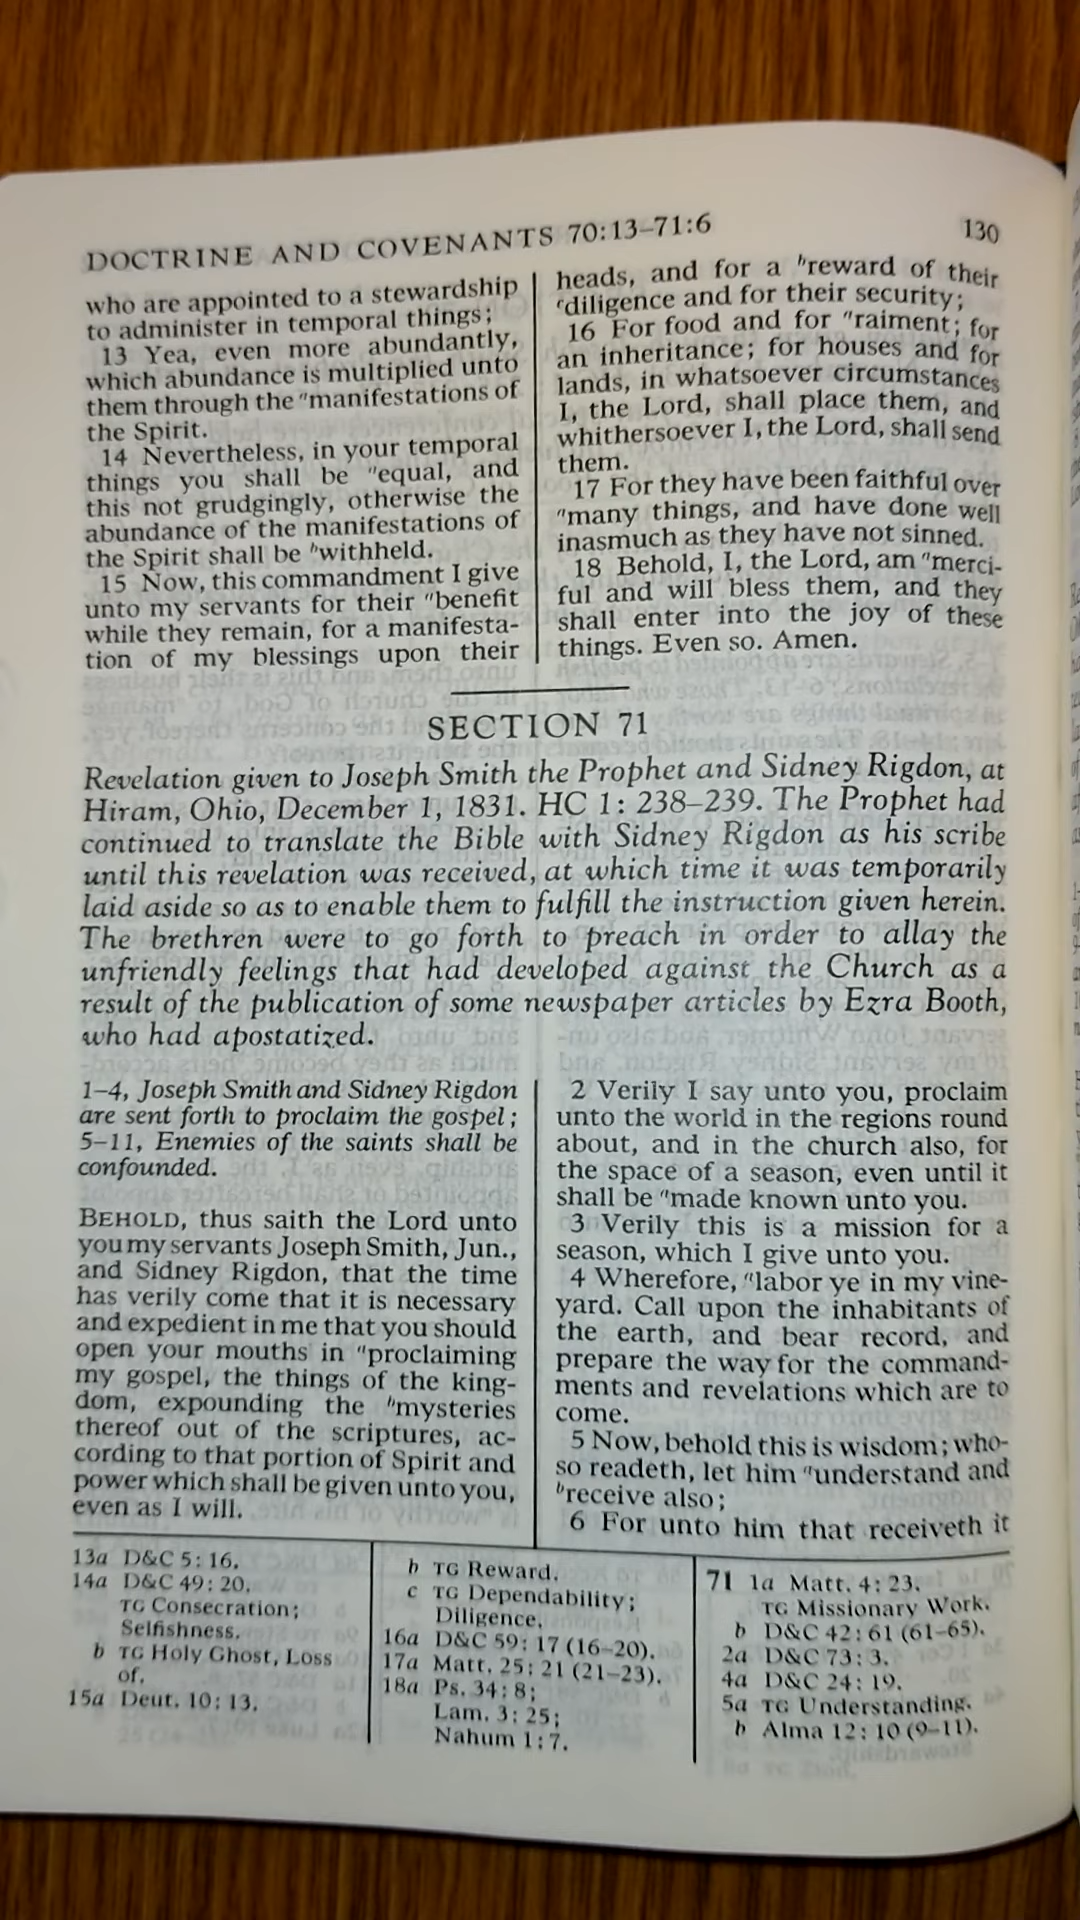 DOCTRINE AND COVENANTS 70:13–71:6
130
who are appointed to a stewardship
to administer in temporal things;
13 Yea, even more abundantly,
which abundance is multiplied unto
them through the ᵃmanifestations of
the Spirit.
14 Nevertheless, in your temporal
things you shall be ᵃequal, and
this not grudgingly, otherwise the
abundance of the manifestations of
the Spirit shall be ᵇwithheld.
15 Now, this commandment I give
unto my servants for their ᵃbenefit
while they remain, for a manifesta-
tion of my blessings upon their
heads, and for a ᵇreward of their
ᶜdiligence and for their security;
16 For food and for ᵃraiment; for
an inheritance; for houses and for
lands, in whatsoever circumstances
I, the Lord, shall place them, and
whithersoever I, the Lord, shall send
them.
17 For they have been faithful over
ᵃmany things, and have done well
inasmuch as they have not sinned.
18 Behold, I, the Lord, am ᵃmerci-
ful and will bless them, and they
shall enter into the joy of these
things. Even so. Amen.
SECTION 71
Revelation given to Joseph Smith the Prophet and Sidney Rigdon, at
Hiram, Ohio, December 1, 1831. HC 1: 238–239. The Prophet had
continued to translate the Bible with Sidney Rigdon as his scribe
until this revelation was received, at which time it was temporarily
laid aside so as to enable them to fulfill the instruction given herein.
The brethren were to go forth to preach in order to allay the
unfriendly feelings that had developed against the Church as a
result of the publication of some newspaper articles by Ezra Booth,
who had apostatized.
1–4, Joseph Smith and Sidney Rigdon
are sent forth to proclaim the gospel;
5–11, Enemies of the saints shall be
confounded.
BEHOLD, thus saith the Lord unto
you my servants Joseph Smith, Jun.,
and Sidney Rigdon, that the time
has verily come that it is necessary
and expedient in me that you should
open your mouths in ᵃproclaiming
my gospel, the things of the king-
dom, expounding the ᵇmysteries
thereof out of the scriptures, ac-
cording to that portion of Spirit and
power which shall be given unto you,
even as I will.
2 Verily I say unto you, proclaim
unto the world in the regions round
about, and in the church also, for
the space of a season, even until it
shall be ᵃmade known unto you.
3 Verily this is a mission for a
season, which I give unto you.
4 Wherefore, ᵃlabor ye in my vine-
yard. Call upon the inhabitants of
the earth, and bear record, and
prepare the way for the command-
ments and revelations which are to
come.
5 Now, behold this is wisdom; who-
so readeth, let him ᵃunderstand and
ᵇreceive also;
6 For unto him that receiveth it
13a D&C 5: 16.
14a D&C 49: 20.
TG Consecration;
Selfishness.
b TG Holy Ghost, Loss
of.
15a Deut. 10: 13.
b TG Reward.
c TG Dependability;
Diligence.
16a D&C 59: 17 (16–20).
17a Matt. 25: 21 (21–23).
18a Ps. 34: 8;
Lam. 3: 25;
Nahum 1: 7.
71 1a Matt. 4: 23.
TG Missionary Work.
b D&C 42: 61 (61–65).
2a D&C 73: 3.
4a D&C 24: 19.
5a TG Understanding.
b Alma 12: 10 (9–11).